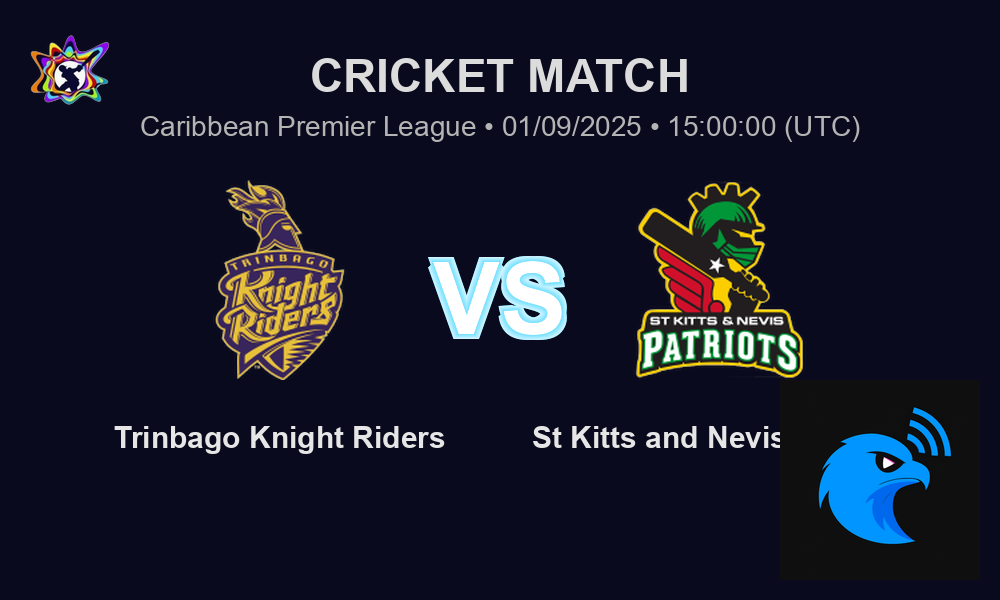 CRICKET MATCH
Caribbean Premier League • 01/09/2025 • 15:00:00 (UTC)
TRINBAGO
Knight
Riders
VS
ST KITTS & NEVIS
PATRIOTS
Trinbago Knight Riders
St Kitts and Nevis